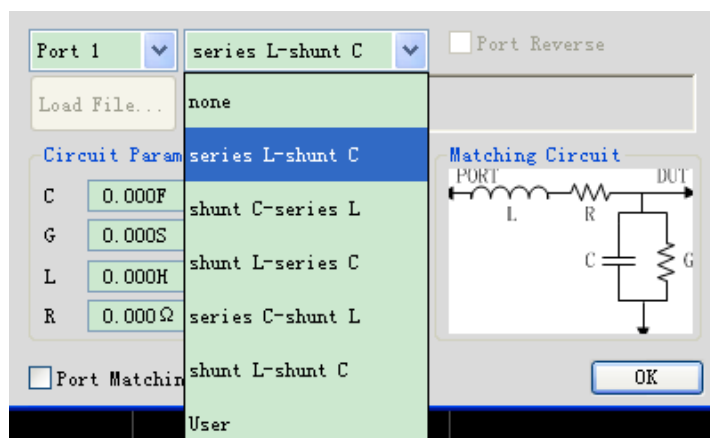 Port 1
series L-shunt C
Port Reverse
Load File...
none
series L-shunt C
shunt C-series L
shunt L-series C
series C-shunt L
shunt L-shunt C
User
Circuit Param
C 0.000F
G 0.000S
L 0.000H
R 0.000Ω
Matching Circuit
PORT DUT
L R
C G
Port Matchin
OK